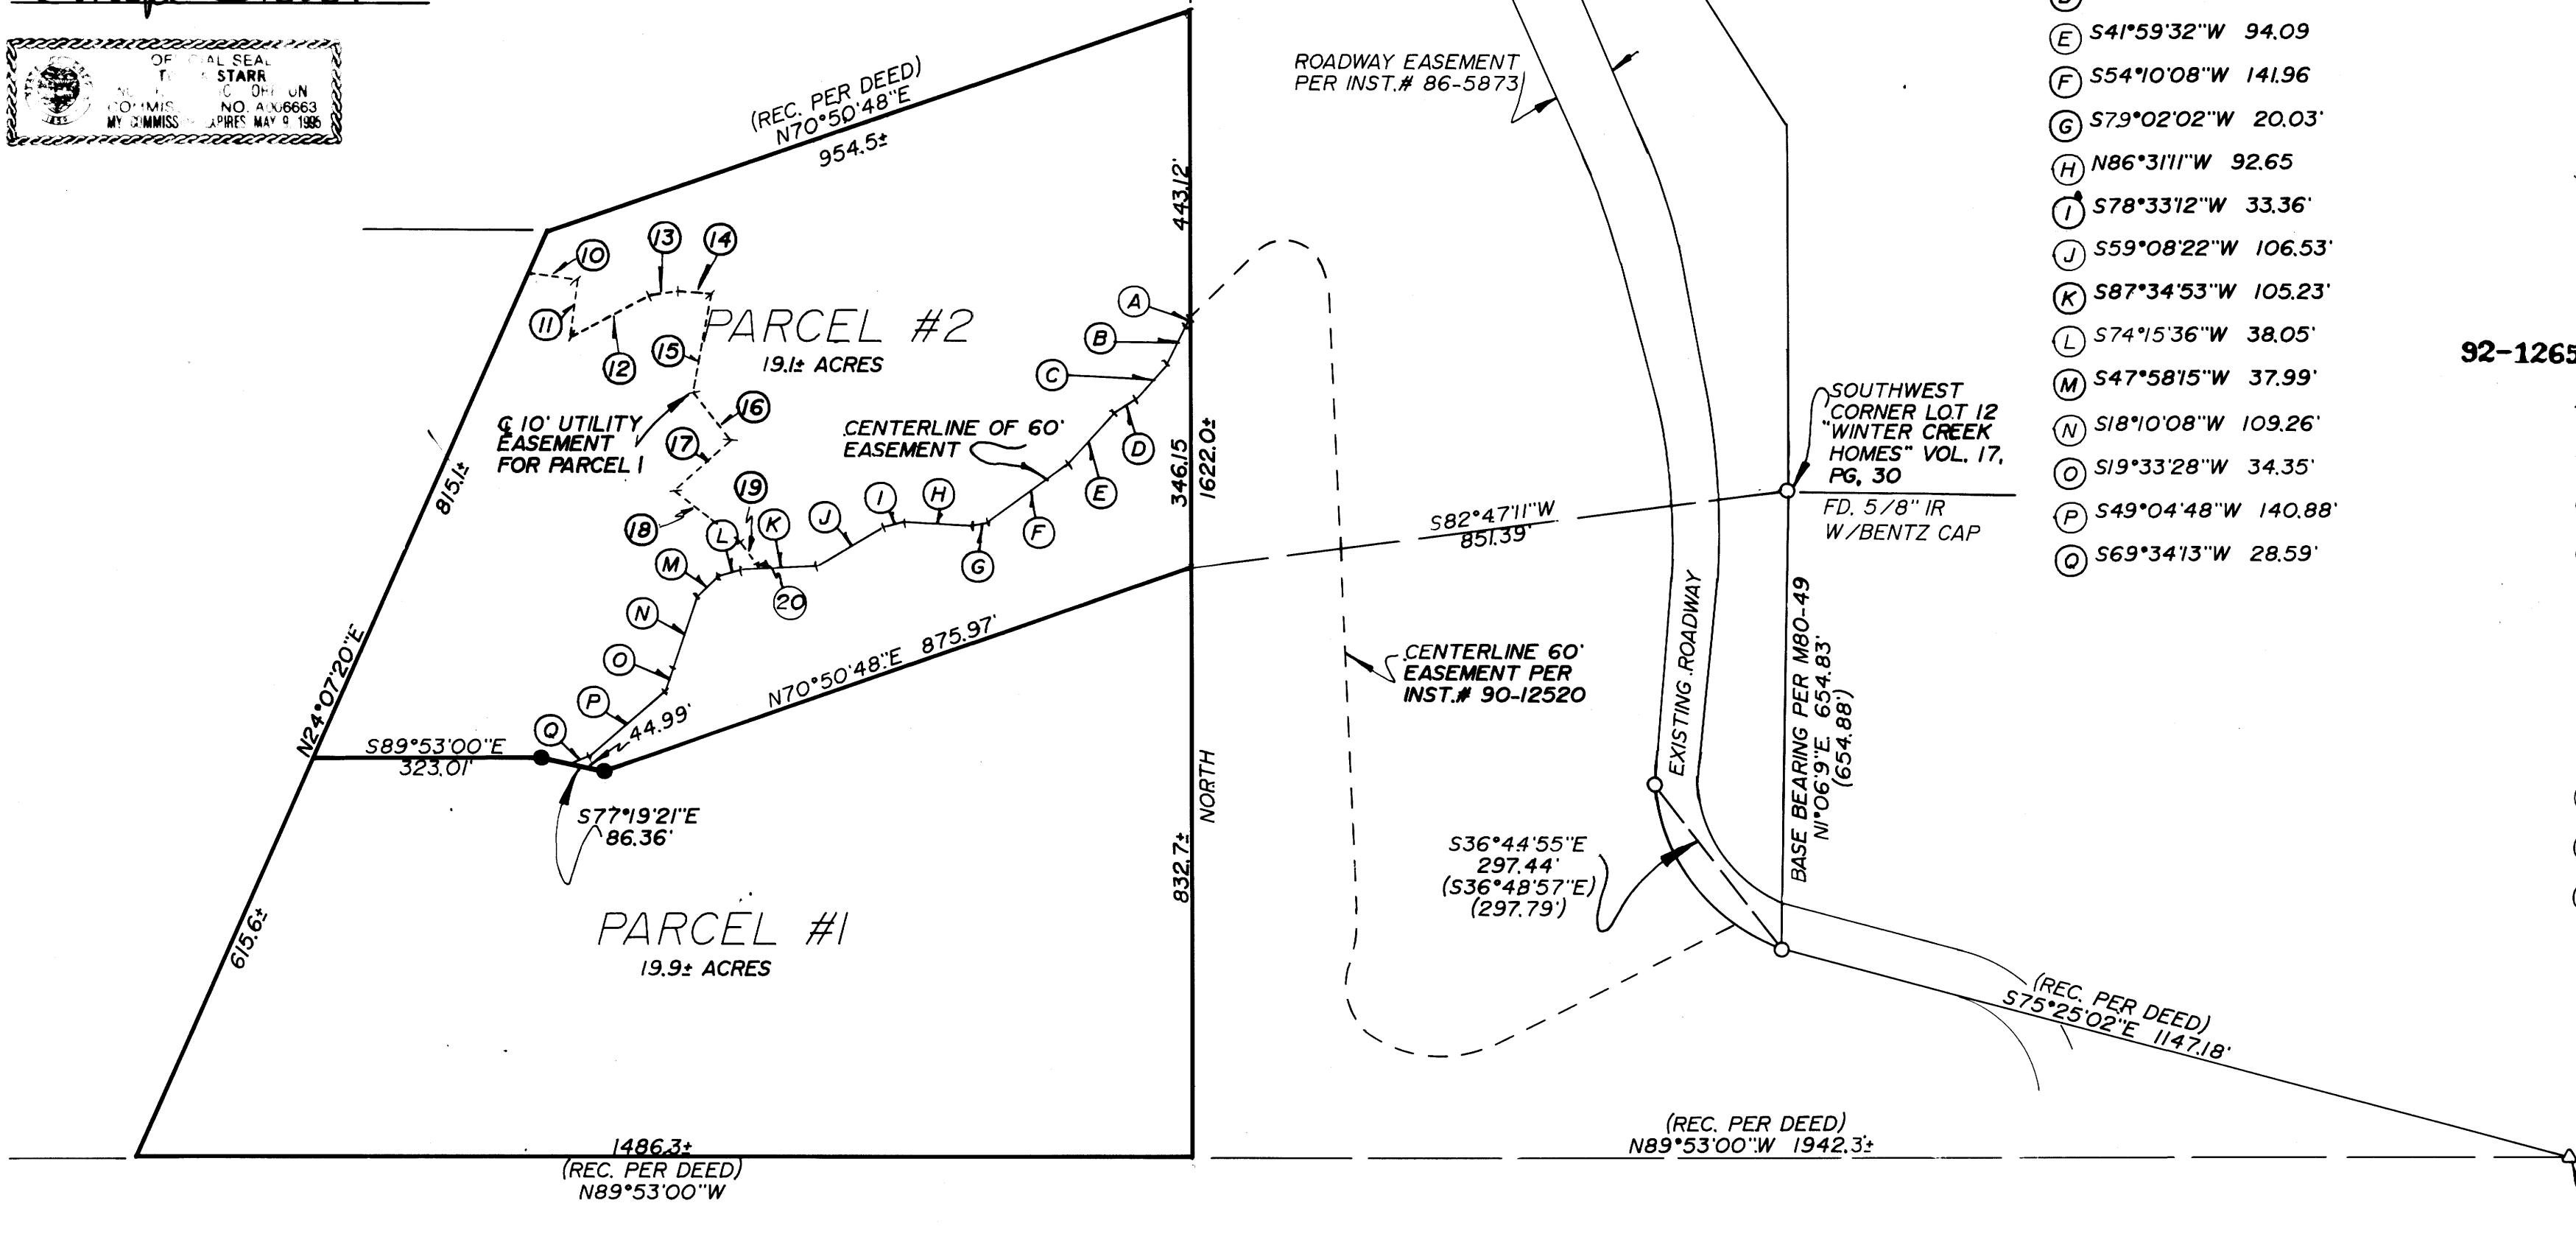 OFFICIAL SEAL
STARR
COMMISSION NO. A006663
MY COMMISSION EXPIRES MAY 9, 1995
(REC. PER DEED)
N70°50'48"E
954.5±
443.12'
ROADWAY EASEMENT
PER INST.# 86-5873
10
13
14
11
12
15
PARCEL #2
19.1± ACRES
A
B
C
D
E
F
G
H
I
J
K
L
M
N
O
P
Q
16
17
18
19
20
℄ 10' UTILITY
EASEMENT
FOR PARCEL 1
CENTERLINE OF 60'
EASEMENT
815.1±
N24°07'20"E
346.15
1622.0±
S82°47'11"W
851.39'
SOUTHWEST
CORNER LOT 12
"WINTER CREEK
HOMES" VOL. 17,
PG. 30
FD. 5/8" IR
W/BENTZ CAP
N70°50'48"E 875.97'
44.99'
S89°53'00"E
323.01'
S77°19'21"E
86.36'
CENTERLINE 60'
EASEMENT PER
INST.# 90-12520
EXISTING ROADWAY
BASE BEARING PER M80-49
N1°06'9"E 654.83'
(654.88')
NORTH
832.7±
615.6±
PARCEL #1
19.9± ACRES
S36°44'55"E
297.44'
(S36°48'57"E)
(297.79')
(REC. PER DEED)
S75°25'02"E 1147.18'
1486.3±
(REC. PER DEED)
N89°53'00"W
(REC. PER DEED)
N89°53'00"W 1942.3±
E S41°59'32"W 94.09
F S54°10'08"W 141.96
G S79°02'02"W 20.03'
H N86°31'11"W 92.65
I S78°33'12"W 33.36'
J S59°08'22"W 106.53'
K S87°34'53"W 105.23'
L S74°15'36"W 38.05'
M S47°58'15"W 37.99'
N S18°10'08"W 109.26'
O S19°33'28"W 34.35'
P S49°04'48"W 140.88'
Q S69°34'13"W 28.59'
92-1265